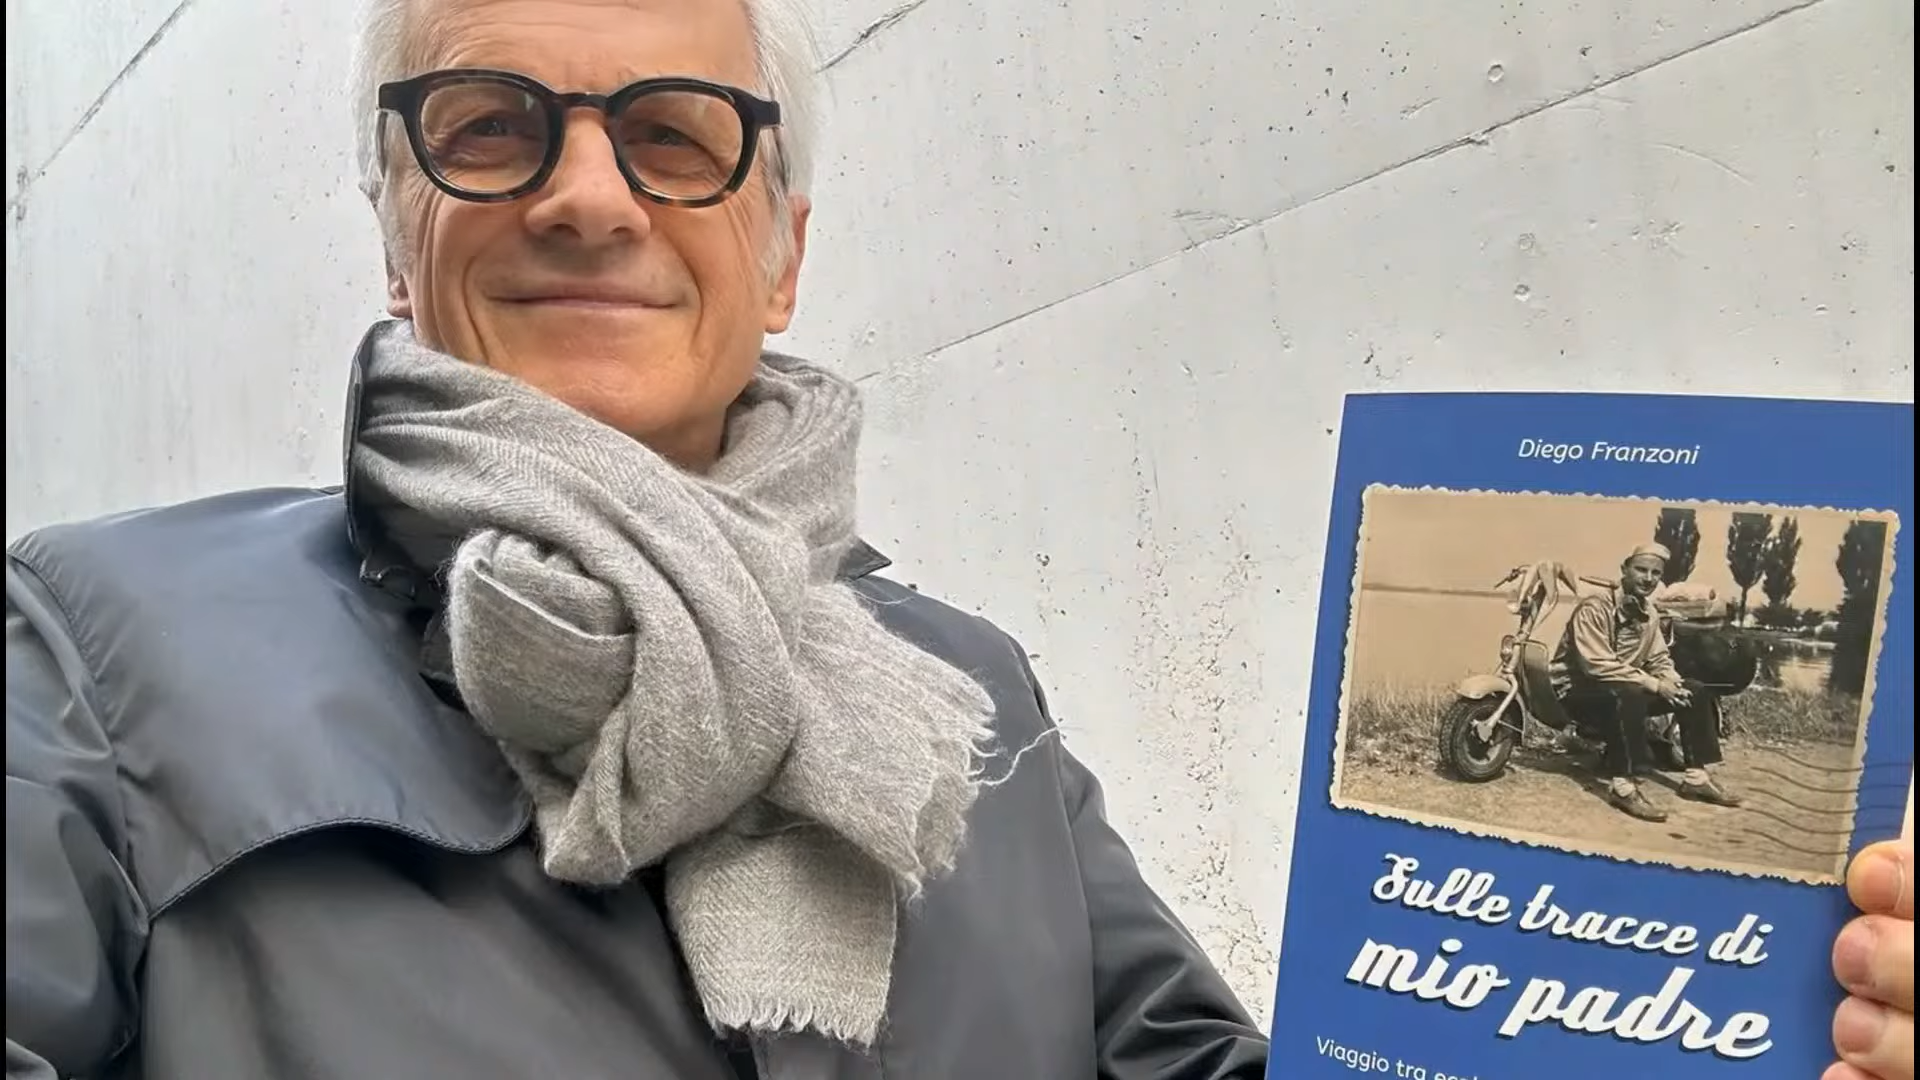 Diego Franzoni
Sulle tracce di
mio padre
Viaggio tra